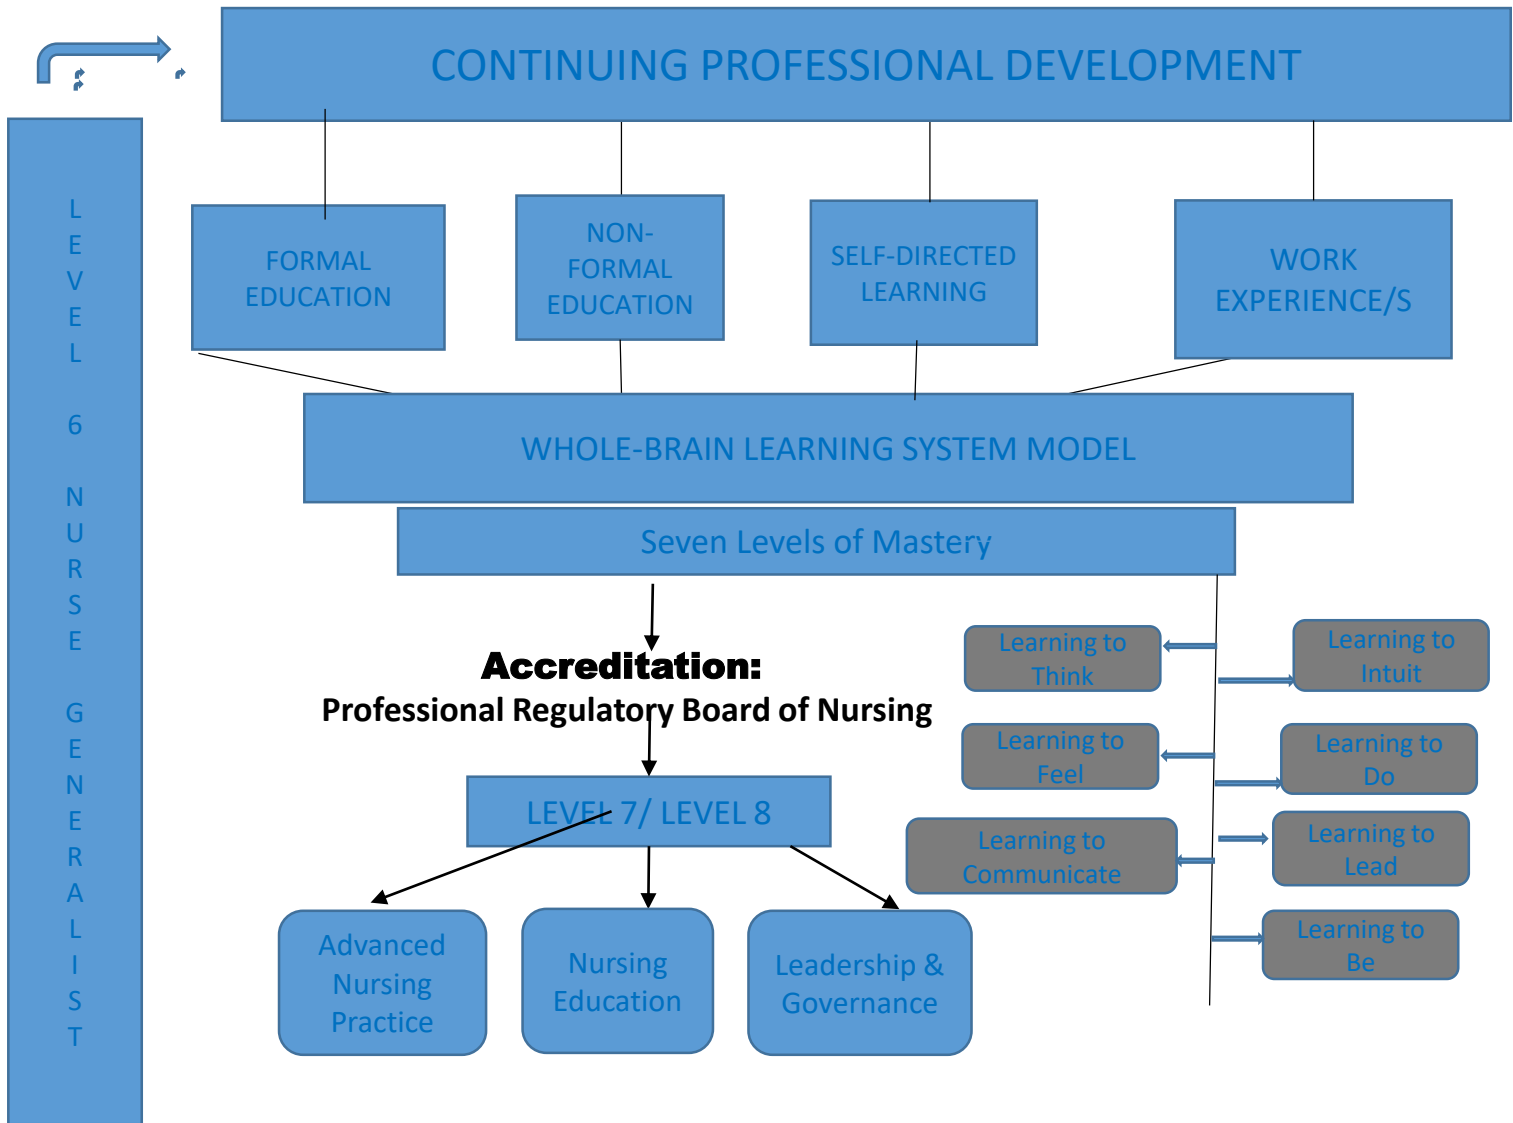 CONTINUING PROFESSIONAL DEVELOPMENT
L
E
V
E
L
6
N
U
R
S
E
G
E
N
E
R
A
L
I
S
T
FORMAL
EDUCATION
NON-
FORMAL
EDUCATION
SELF-DIRECTED
LEARNING
WORK
EXPERIENCE/S
WHOLE-BRAIN LEARNING SYSTEM MODEL
Seven Levels of Mastery
Accreditation:
Professional Regulatory Board of Nursing
LEVEL 7/ LEVEL 8
Advanced
Nursing
Practice
Nursing
Education
Leadership &
Governance
Learning to
Think
Learning to
Intuit
Learning to
Feel
Learning to
Do
Learning to
Communicate
Learning to
Lead
Learning to
Be